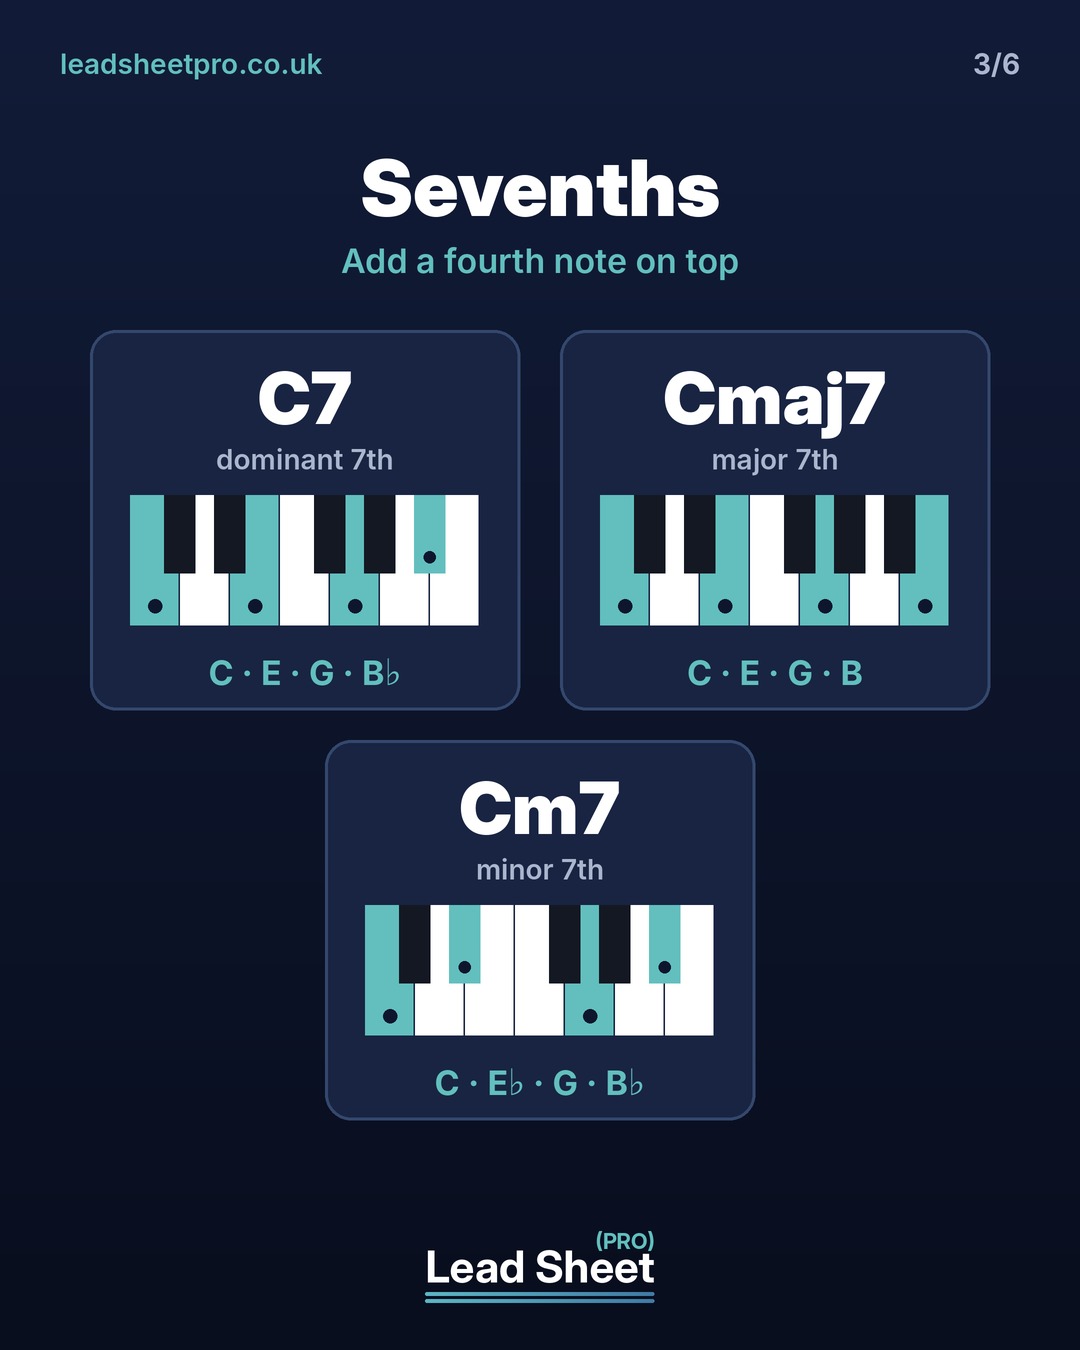 leadsheetpro.co.uk
3/6
Sevenths
Add a fourth note on top
C7
dominant 7th
C · E · G · B♭
Cmaj7
major 7th
C · E · G · B
Cm7
minor 7th
C · E♭ · G · B♭
(PRO)
Lead Sheet